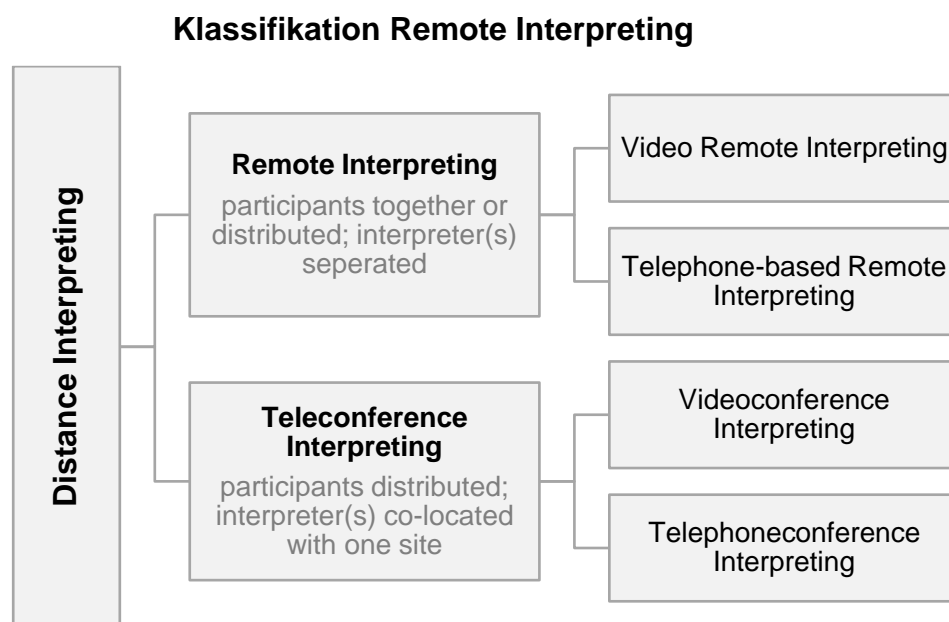 Klassifikation Remote Interpreting
Distance Interpreting
Remote Interpreting
participants together or
distributed; interpreter(s)
seperated
Video Remote Interpreting
Telephone-based Remote
Interpreting
Teleconference
Interpreting
participants distributed;
interpreter(s) co-located
with one site
Videoconference
Interpreting
Telephoneconference
Interpreting